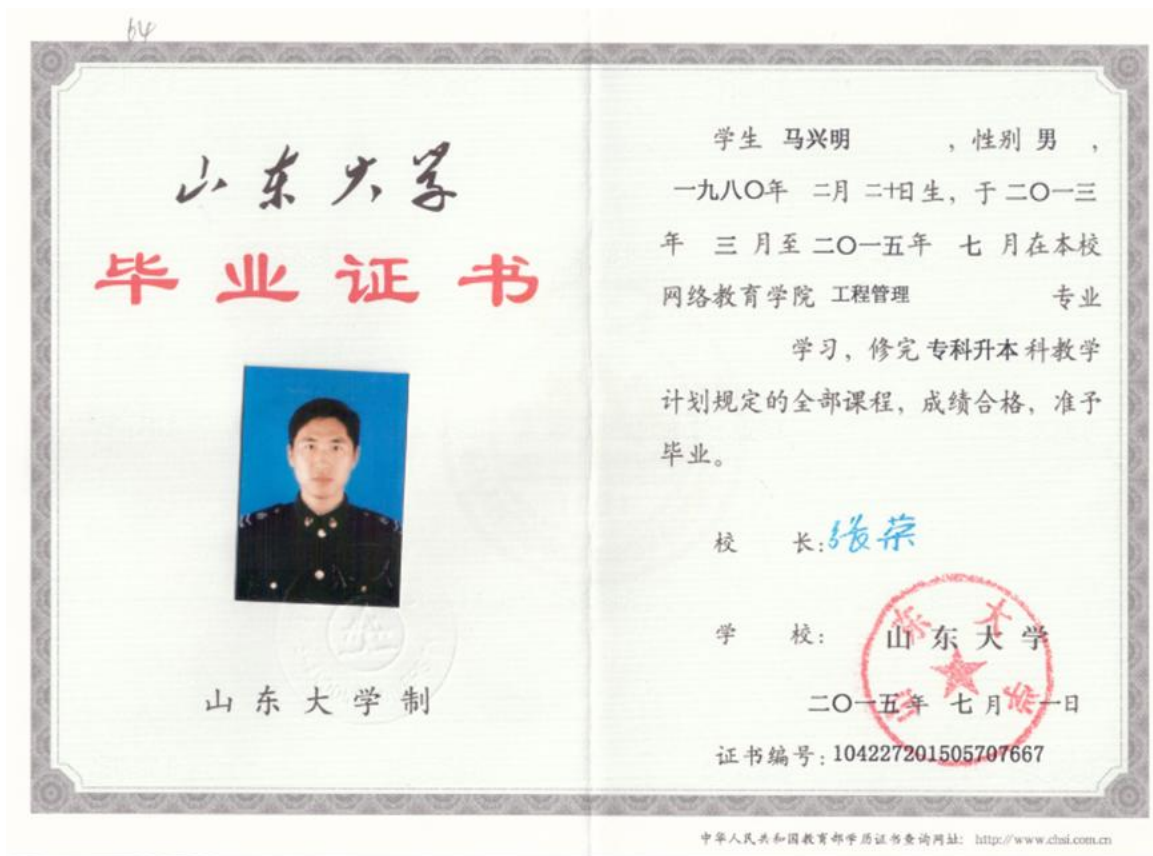 64
山东大学
毕业证书
山东大学制
学生 马兴明 ，性别 男 ，
一九八〇年 二月 二十日生，于二〇一三
年 三 月至 二〇一五年 七 月在本校
网络教育学院 工程管理 专业
学习，修完 专科升本 科教学
计划规定的全部课程，成绩合格，准予
毕业。
校 长：张荣
学 校： 山东大学
山东大学
二〇一五年 七月 一日
证书编号：104227201505707667
中华人民共和国教育部学历证书查询网址： http://www.chsi.com.cn